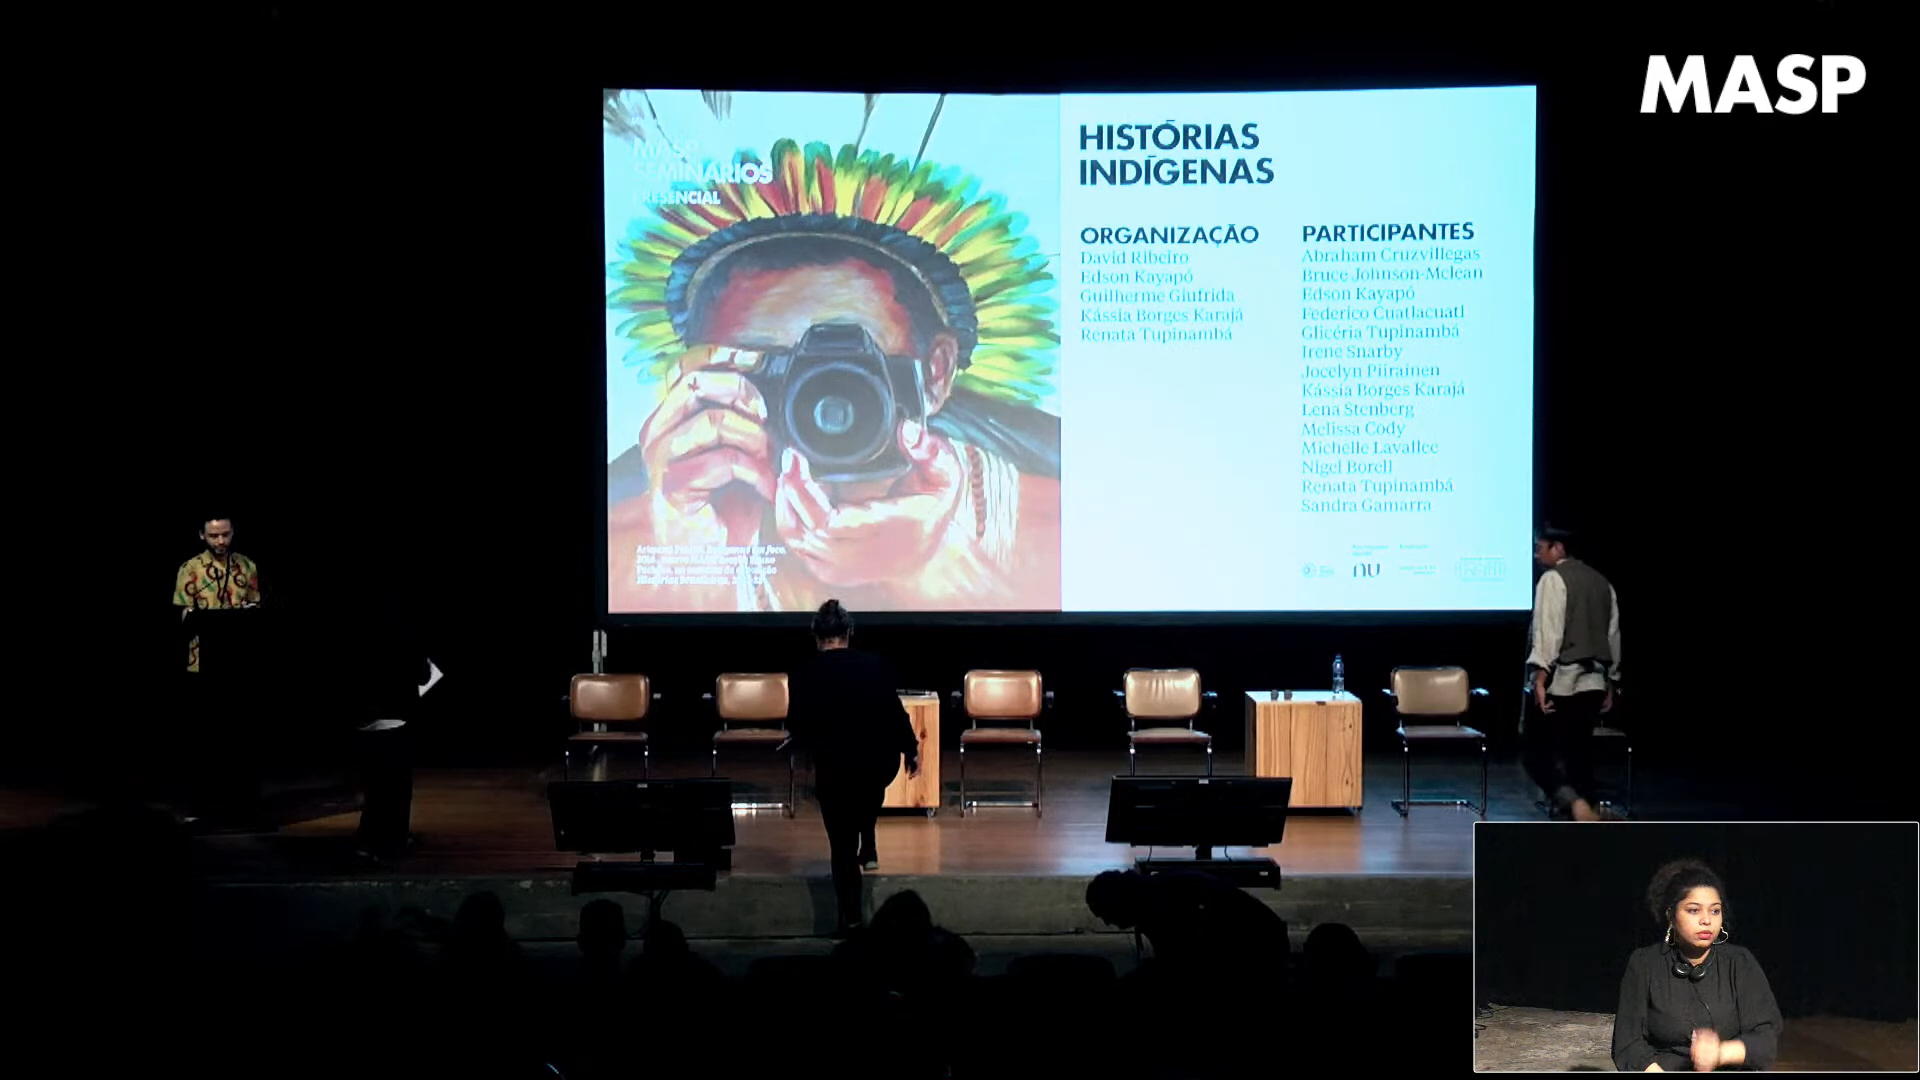 MASP
MASP
SEMINÁRIOS
PRESENCIAL
HISTÓRIAS
INDÍGENAS
ORGANIZAÇÃO
David Ribeiro
Edson Kayapó
Guilherme Giufrida
Kássia Borges Karajá
Renata Tupinambá
PARTICIPANTES
Abraham Cruzvillegas
Bruce Johnson-Mclean
Edson Kayapó
Federico Cuatlacuatl
Glicéria Tupinambá
Irene Snarby
Jocelyn Piirainen
Kássia Borges Karajá
Lena Stenberg
Melissa Cody
Michelle Lavallee
Nigel Borell
Renata Tupinambá
Sandra Gamarra
nu